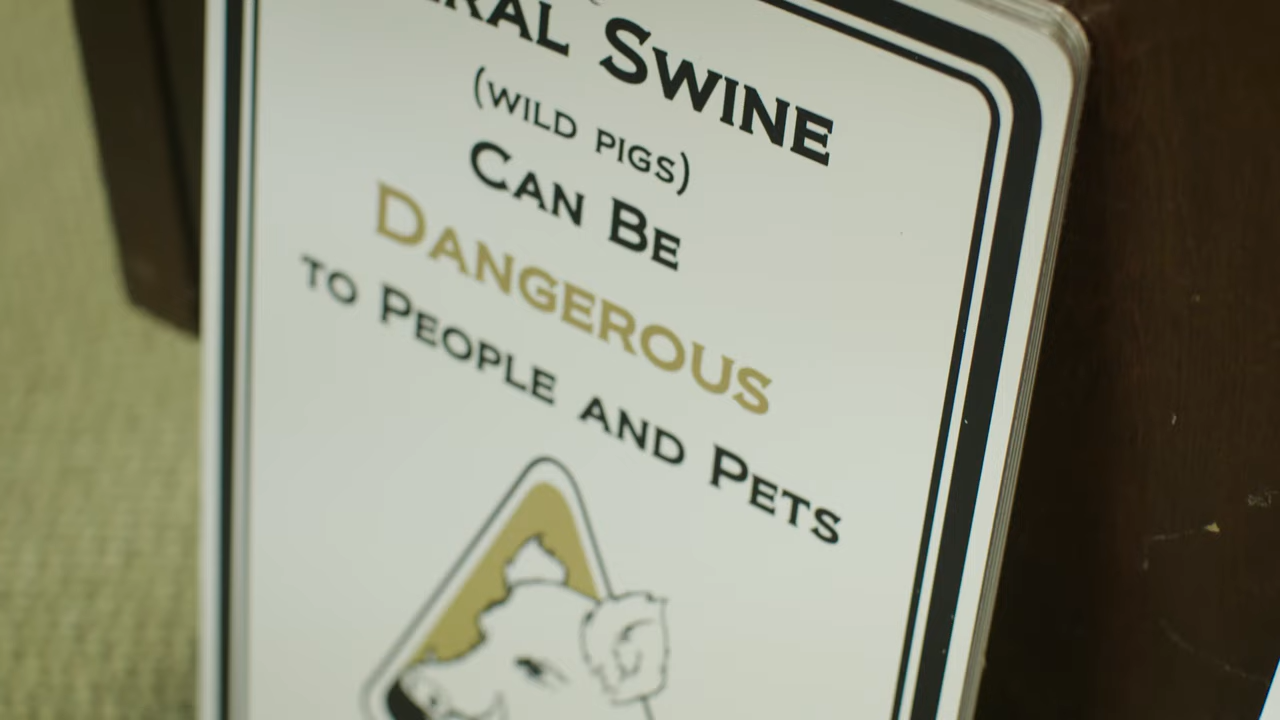 Swine
(wild pigs)
Can Be
Dangerous
to People and Pets